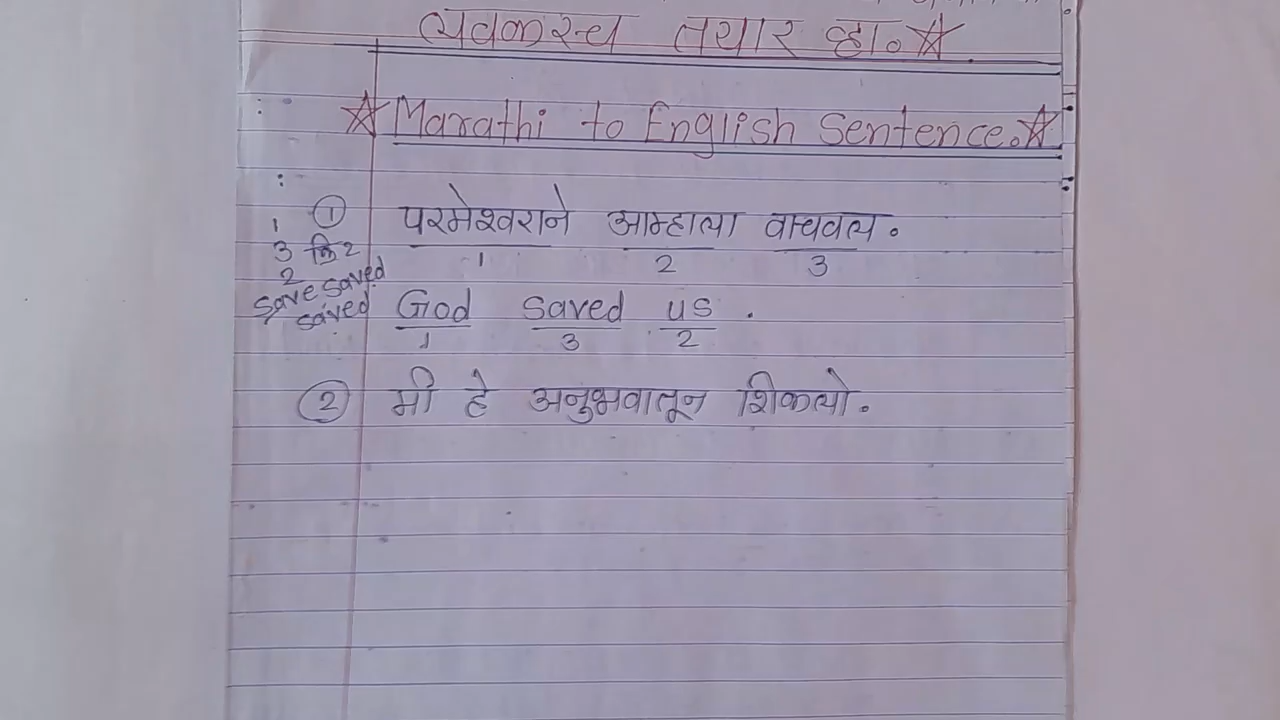 व्यवकस्थ तयार व्हा.☆
☆Marathi to English Sentence.☆
① परमेश्वराने आम्हाला वाचवल.
1 2 3
1
3 क्रि 2
2
save saved
saved
God saved us.
1 3 2
② मी हे अनुभवातून शिकलो.